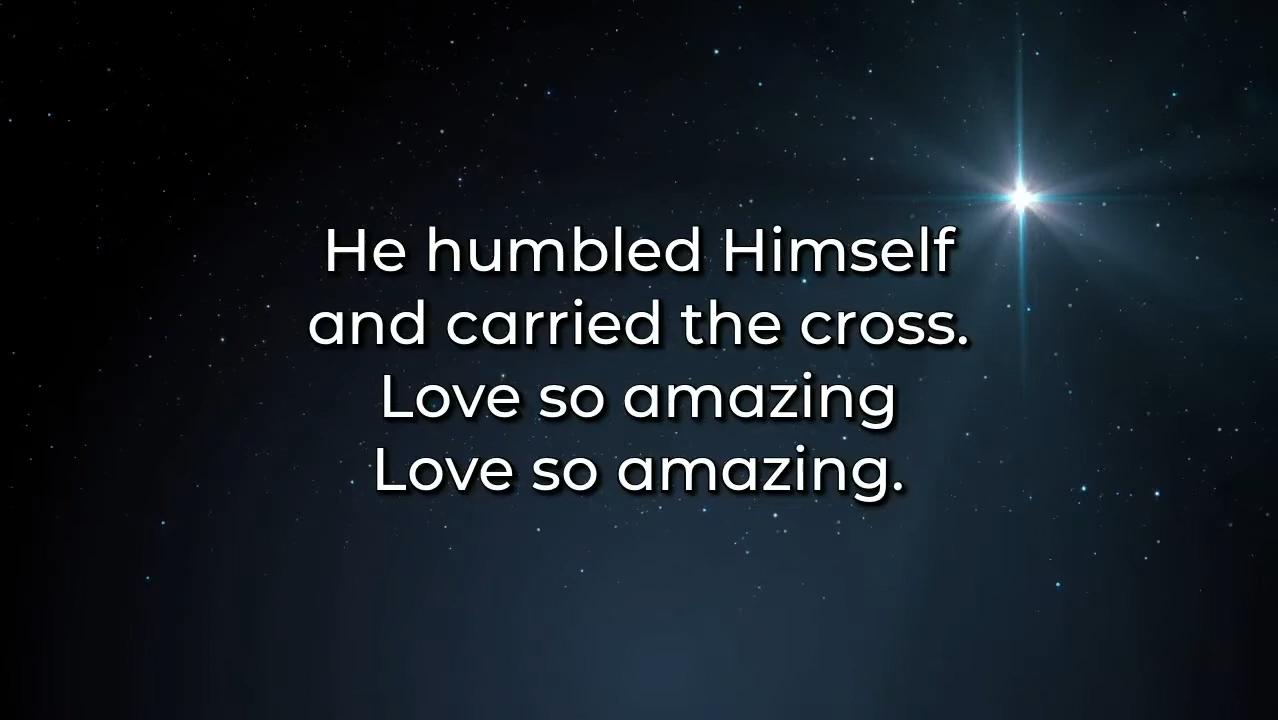 He humbled Himself
and carried the cross.
Love so amazing
Love so amazing.